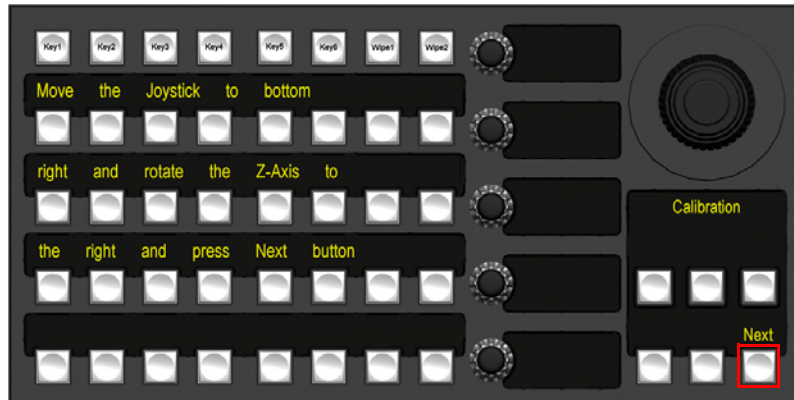 Key1 Key2 Key3 Key4 Key5 Key6 Wipe1 Wipe2
Move the Joystick to bottom
right and rotate the Z-Axis to
the right and press Next button
Calibration
Next